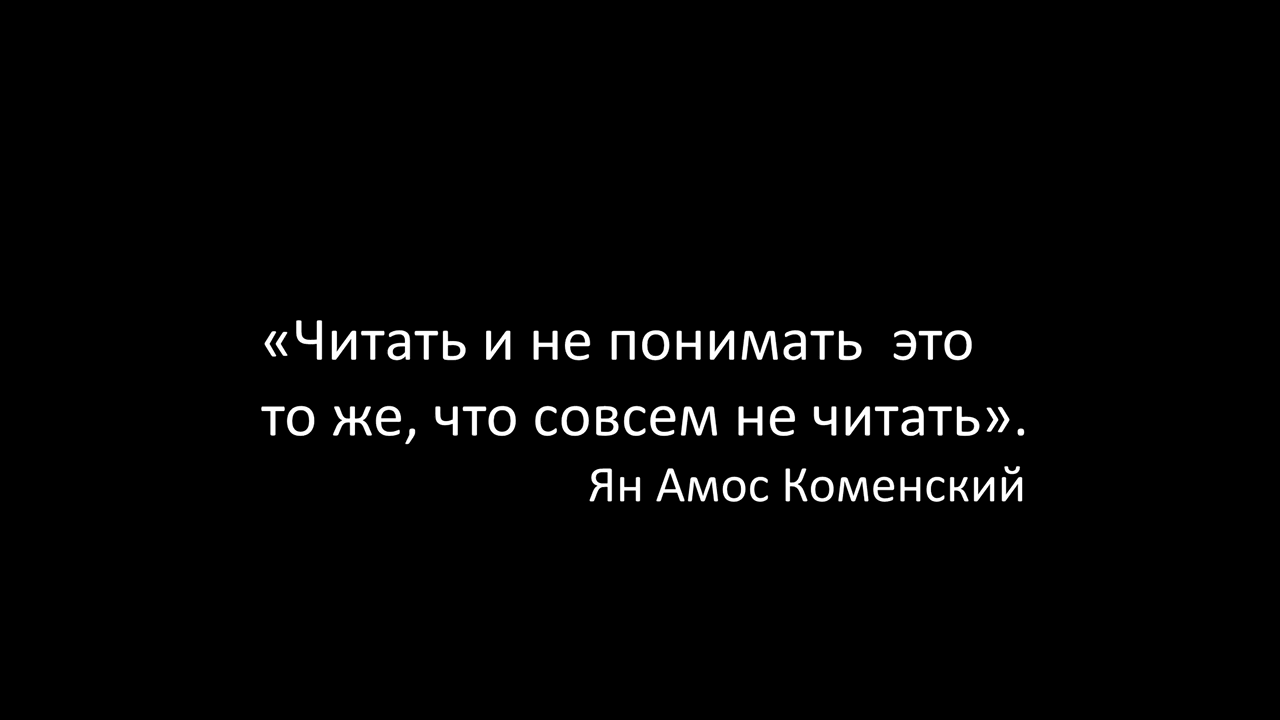 «Читать и не понимать  это
то же, что совсем не читать».
Ян Амос Коменский